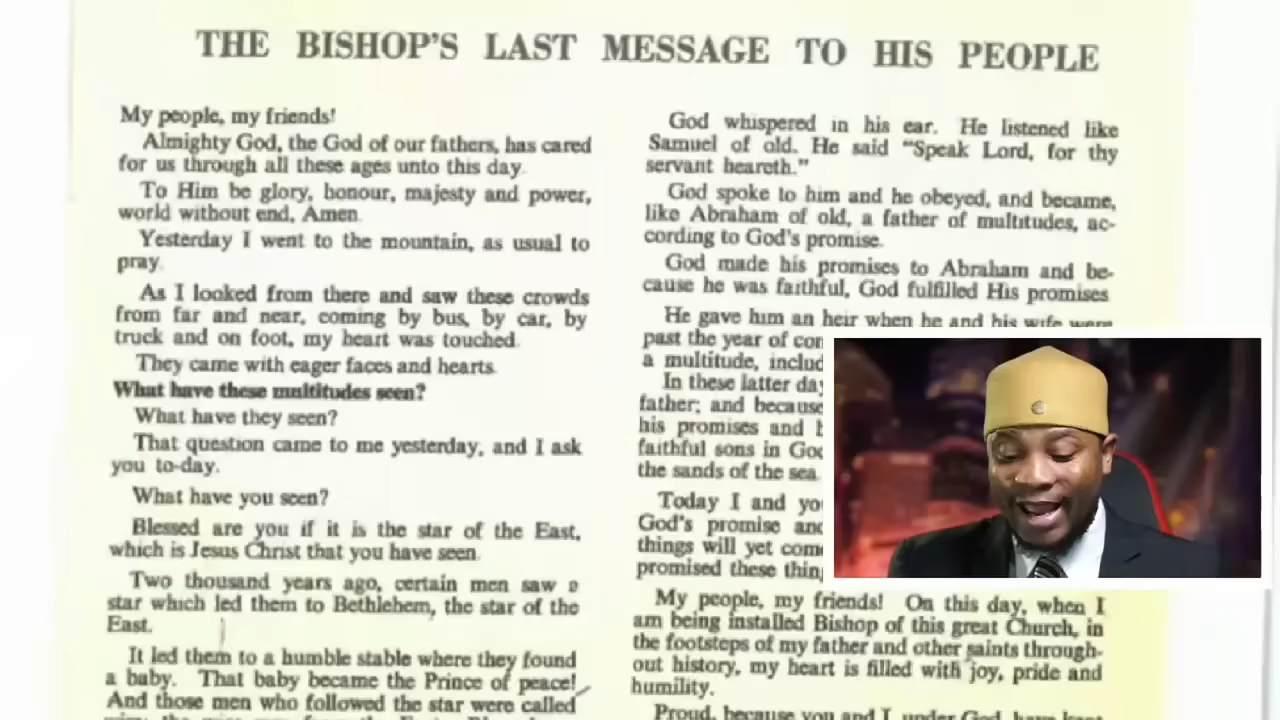 THE BISHOP'S LAST MESSAGE TO HIS PEOPLE
My people, my friends!
Almighty God, the God of our fathers, has cared
for us through all these ages unto this day.
To Him be glory, honour, majesty and power,
world without end, Amen.
Yesterday I went to the mountain, as usual to
pray.
As I looked from there and saw these crowds
from far and near, coming by bus, by car, by
truck and on foot, my heart was touched.
They came with eager faces and hearts.
What have these multitudes seen?
What have they seen?
That question came to me yesterday, and I ask
you to-day.
What have you seen?
Blessed are you if it is the star of the East,
which is Jesus Christ that you have seen.
Two thousand years ago, certain men saw a
star which led them to Bethlehem, the star of the
East.
It led them to a humble stable where they found
a baby. That baby became the Prince of peace!
And those men who followed the star were called
God whispered in his ear. He listened like
Samuel of old. He said "Speak Lord, for thy
servant heareth."
God spoke to him and he obeyed, and became,
like Abraham of old, a father of multitudes, ac-
cording to God's promise.
God made his promises to Abraham and be-
cause he was faithful, God fulfilled His promises
He gave him an heir when he and his wife were
past the year of
a multitude,
In these latter
father; and because
his promises and
faithful sons in
the sands of the sea.
Today I and
God's promise
things will yet
promised these
My people, my friends! On this day, when I
am being installed Bishop of this great Church, in
the footsteps of my father and other saints through-
out history, my heart is filled with joy, pride and
humility.
Proud, because you and I, under God, have